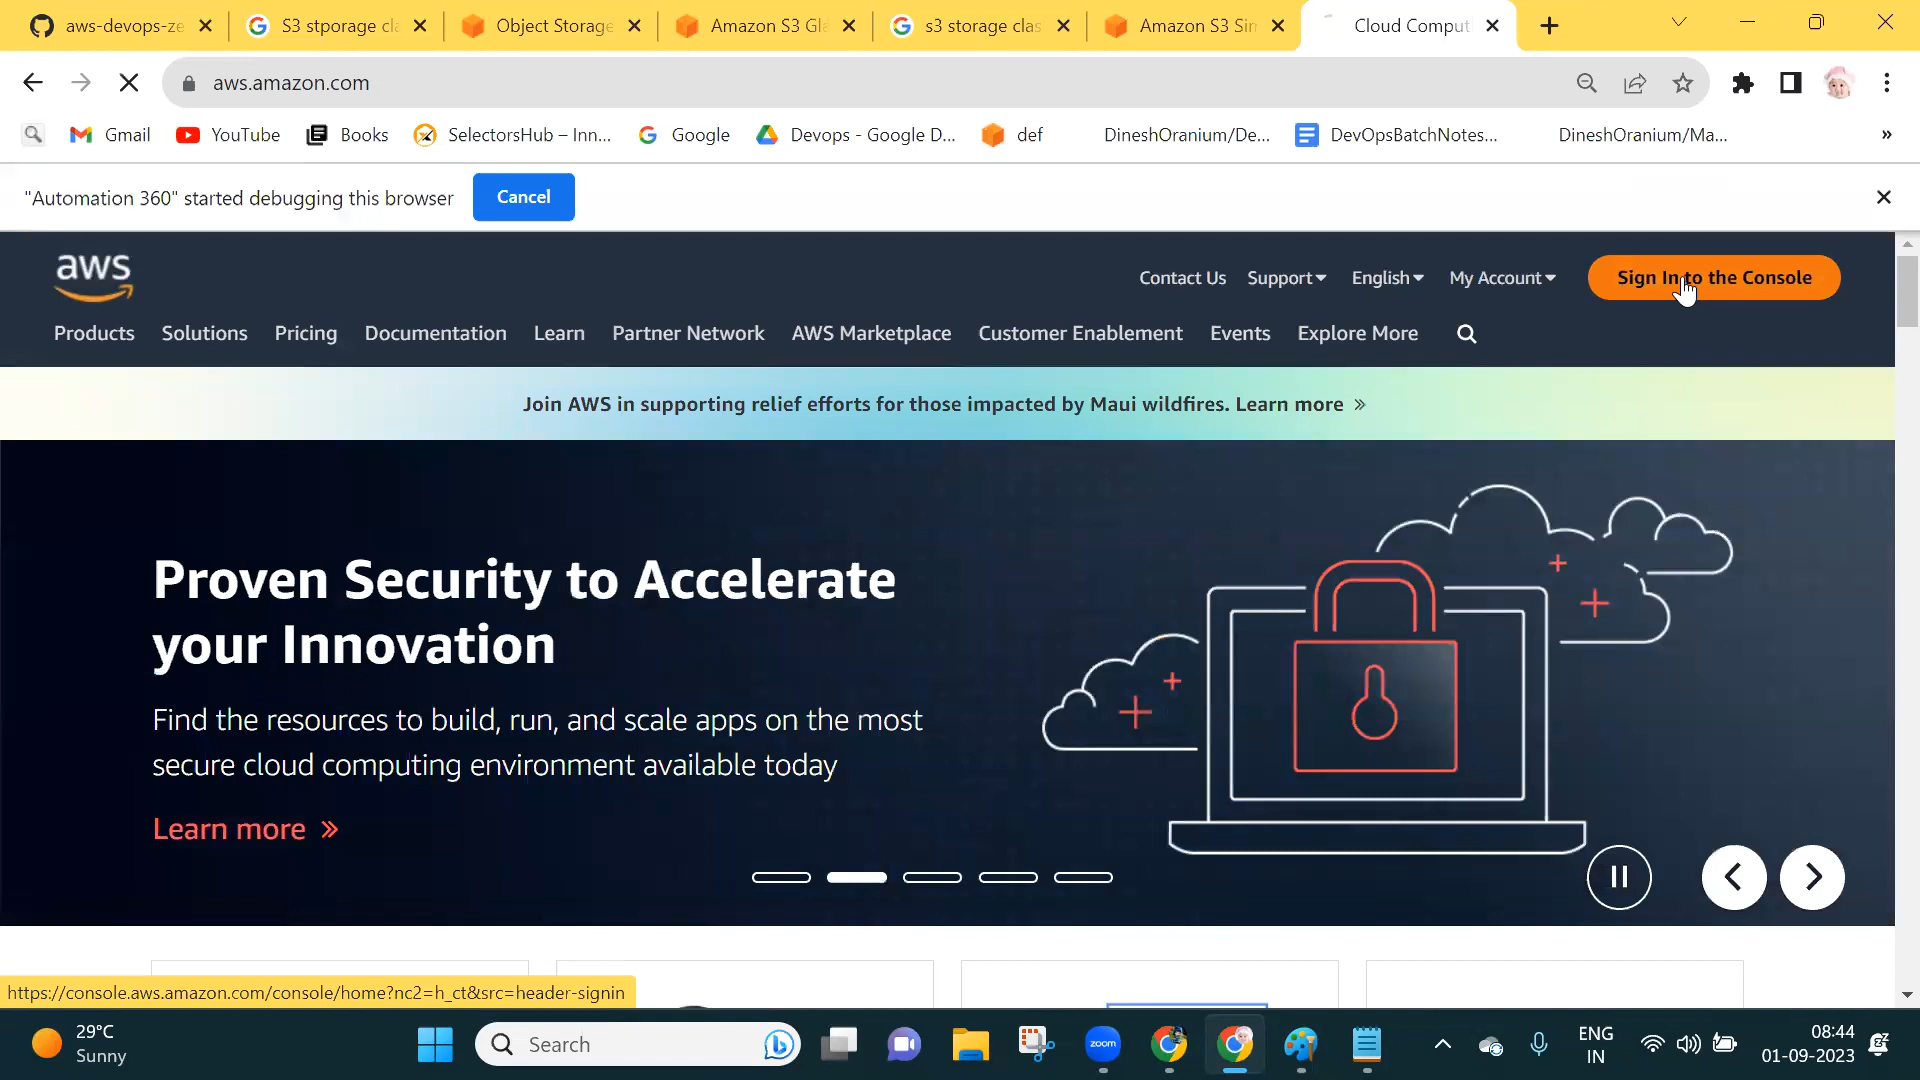 aws-devops-ze
S3 stporage cla
Object Storage
Amazon S3 Gla
s3 storage clas
Amazon S3 Sim
Cloud Comput
aws.amazon.com
Gmail
YouTube
Books
SelectorsHub – Inn...
Google
Devops - Google D...
def
DineshOranium/De...
DevOpsBatchNotes...
DineshOranium/Ma...
»
"Automation 360" started debugging this browser
Cancel
aws
Contact Us
Support
English
My Account
Sign In to the Console
Products
Solutions
Pricing
Documentation
Learn
Partner Network
AWS Marketplace
Customer Enablement
Events
Explore More
Join AWS in supporting relief efforts for those impacted by Maui wildfires. Learn more »
Proven Security to Accelerate
your Innovation
Find the resources to build, run, and scale apps on the most
secure cloud computing environment available today
Learn more »
https://console.aws.amazon.com/console/home?nc2=h_ct&src=header-signin
29°C
Sunny
Search
zoom
ENG
IN
08:44
01-09-2023